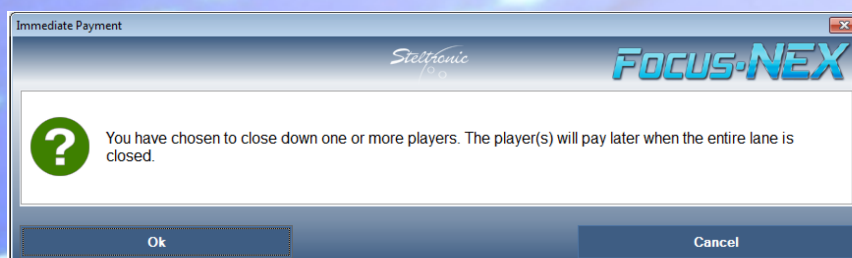 Immediate Payment
Steltronic
FOCUS·NEX
You have chosen to close down one or more players. The player(s) will pay later when the entire lane is
closed.
Ok
Cancel